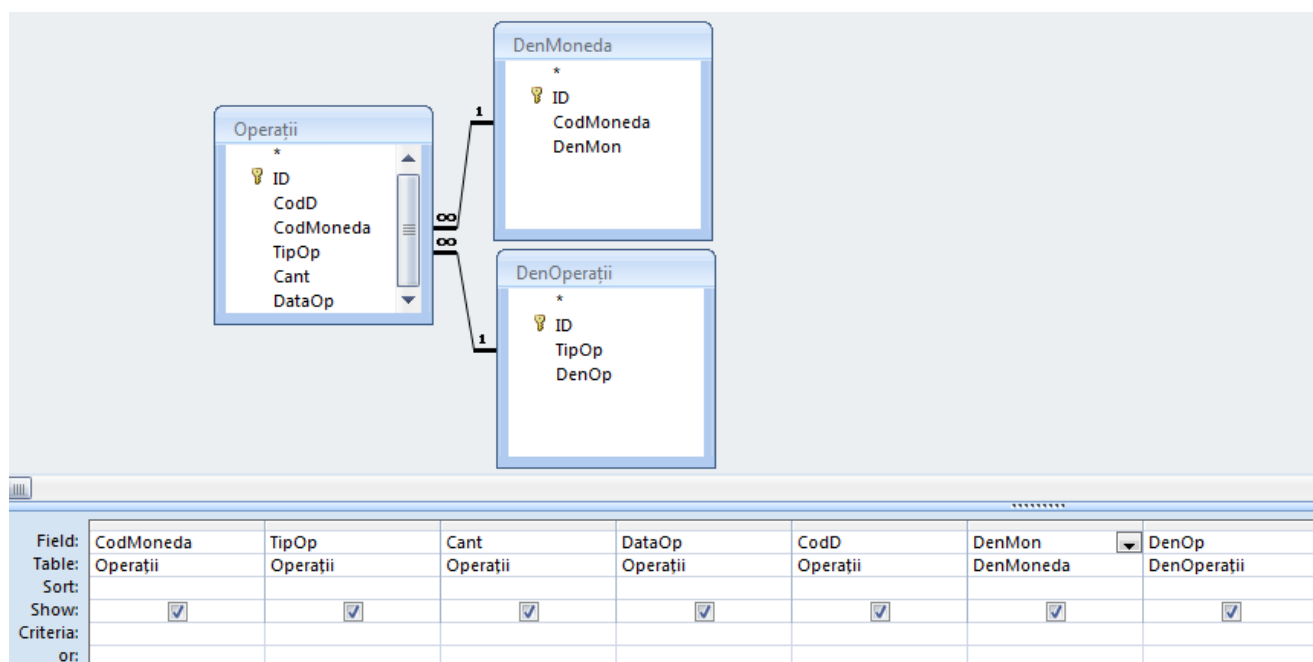 DenMoneda
*
ID
CodMoneda
DenMon
1
Operații
*
ID
CodD
CodMoneda
TipOp
Cant
DataOp
∞
∞
DenOperații
*
ID
TipOp
DenOp
1
Field: CodMoneda TipOp Cant DataOp CodD DenMon DenOp
Table: Operații Operații Operații Operații Operații DenMoneda DenOperații
Sort:
Show:
Criteria:
or: